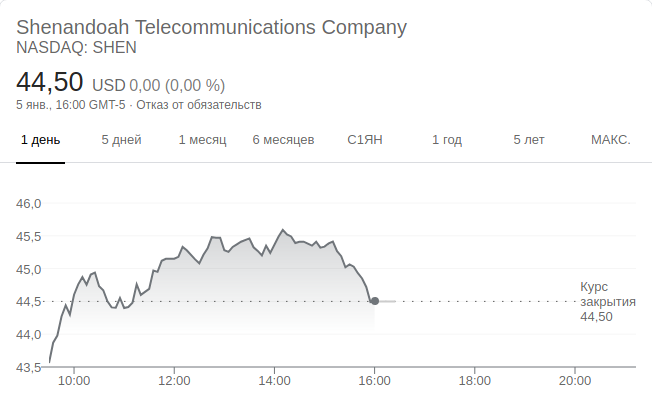 Shenandoah Telecommunications Company
NASDAQ: SHEN
44,50 USD 0,00 (0,00 %)
5 янв., 16:00 GMT-5 · Отказ от обязательств
1 день 5 дней 1 месяц 6 месяцев С1ЯН 1 год 5 лет МАКС.
46,0
45,5
45,0
44,5
44,0
43,5
Курс
закрытия
44,50
10:00 12:00 14:00 16:00 18:00 20:00